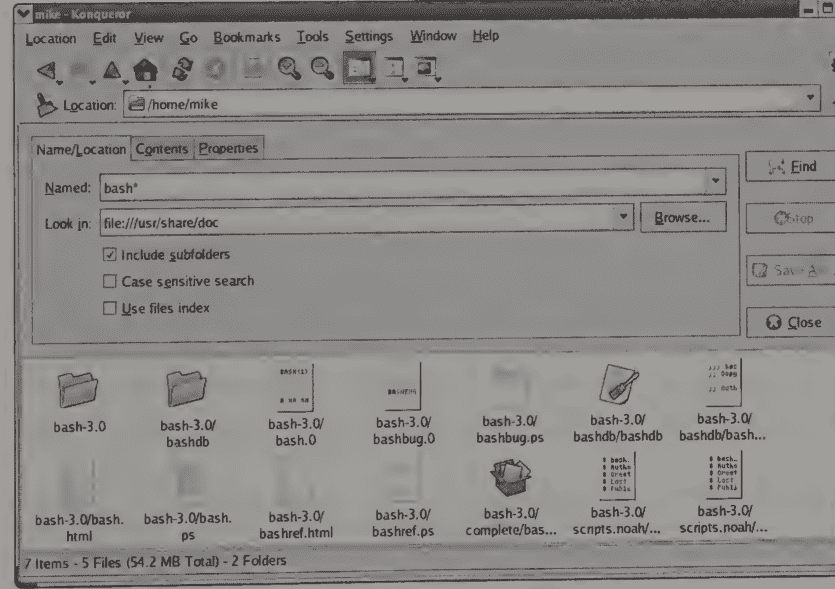 mike - Konqueror
Location Edit View Go Bookmarks Tools Settings Window Help
Location: /home/mike
Name/Location Contents Properties
Named: bash*
Find
Look in: file:///usr/share/doc
Browse...
Stop
Include subfolders
Case sensitive search
Save As...
Use files index
Close
BASH(1)
bash-3.0
bash-3.0/
bashdb
bash-3.0/
bash.0
bash-3.0/
bashbug.0
bash-3.0/
bashbug.ps
bash-3.0/
bashdb/bashdb
bash-3.0/
bashdb/bash...
bash-3.0/bash.
html
bash-3.0/bash.
ps
bash-3.0/
bashref.html
bash-3.0/
bashref.ps
bash-3.0/
complete/bas...
bash-3.0/
scripts.noah/...
bash-3.0/
scripts.noah/...
7 Items - 5 Files (54.2 MB Total) - 2 Folders